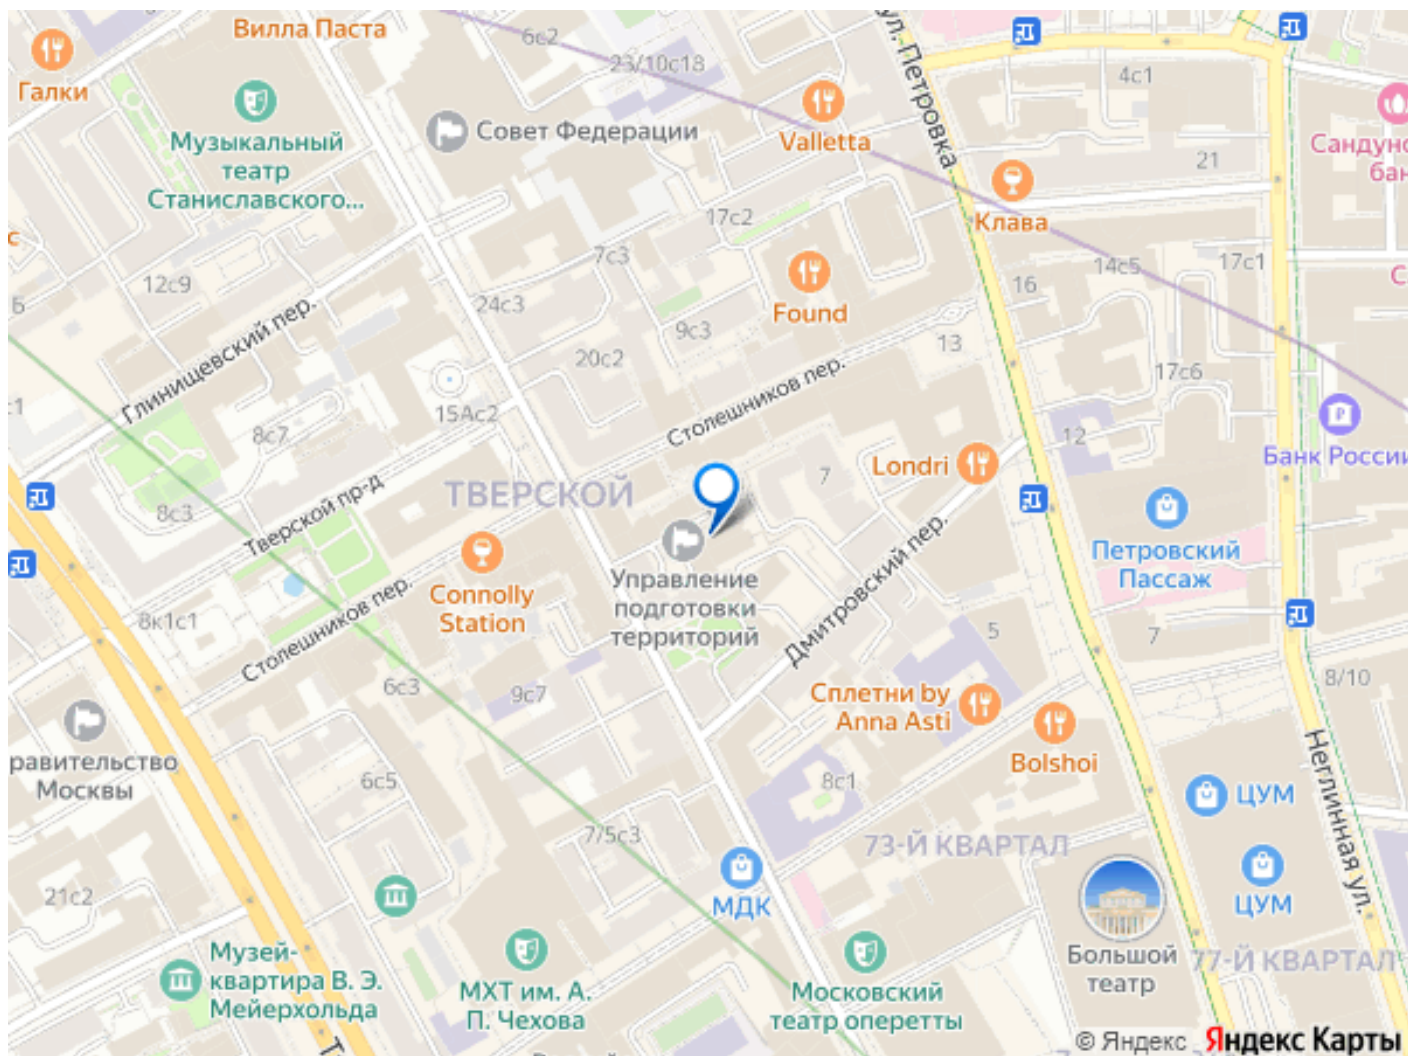 Вилла Паста
6с2
ул. Петровка
4с1
23/10с18
Галки
Valletta
Совет Федерации
Музыкальный
театр
Станиславского...
21
Клава
17с2
7с3
12с9
14с5
17с1
16
24с3
Found
9с3
13
20с2
Глинищевский пер.
17с6
15Ас2
Столешников пер.
8с7
12
Банк России
Londri
7
ТВЕРСКОЙ
8с3
Тверской пр-д
Петровский
Пассаж
Управление
подготовки
территорий
Connolly
Station
Дмитровский пер.
8к1с1
Столешников пер.
5
7
6с3
9с7
8/10
Сплетни by
Anna Asti
Bolshoi
равительство
Москвы
6с5
8с1
ЦУМ
Неглинная ул.
7/5с3
73-Й КВАРТАЛ
МДК
ЦУМ
21с2
Большой
театр
77-Й КВАРТАЛ
Музей-
квартира В. Э.
Мейерхольда
МХТ им. А.
П. Чехова
Московский
театр оперетты
© Яндекс Яндекс Карты